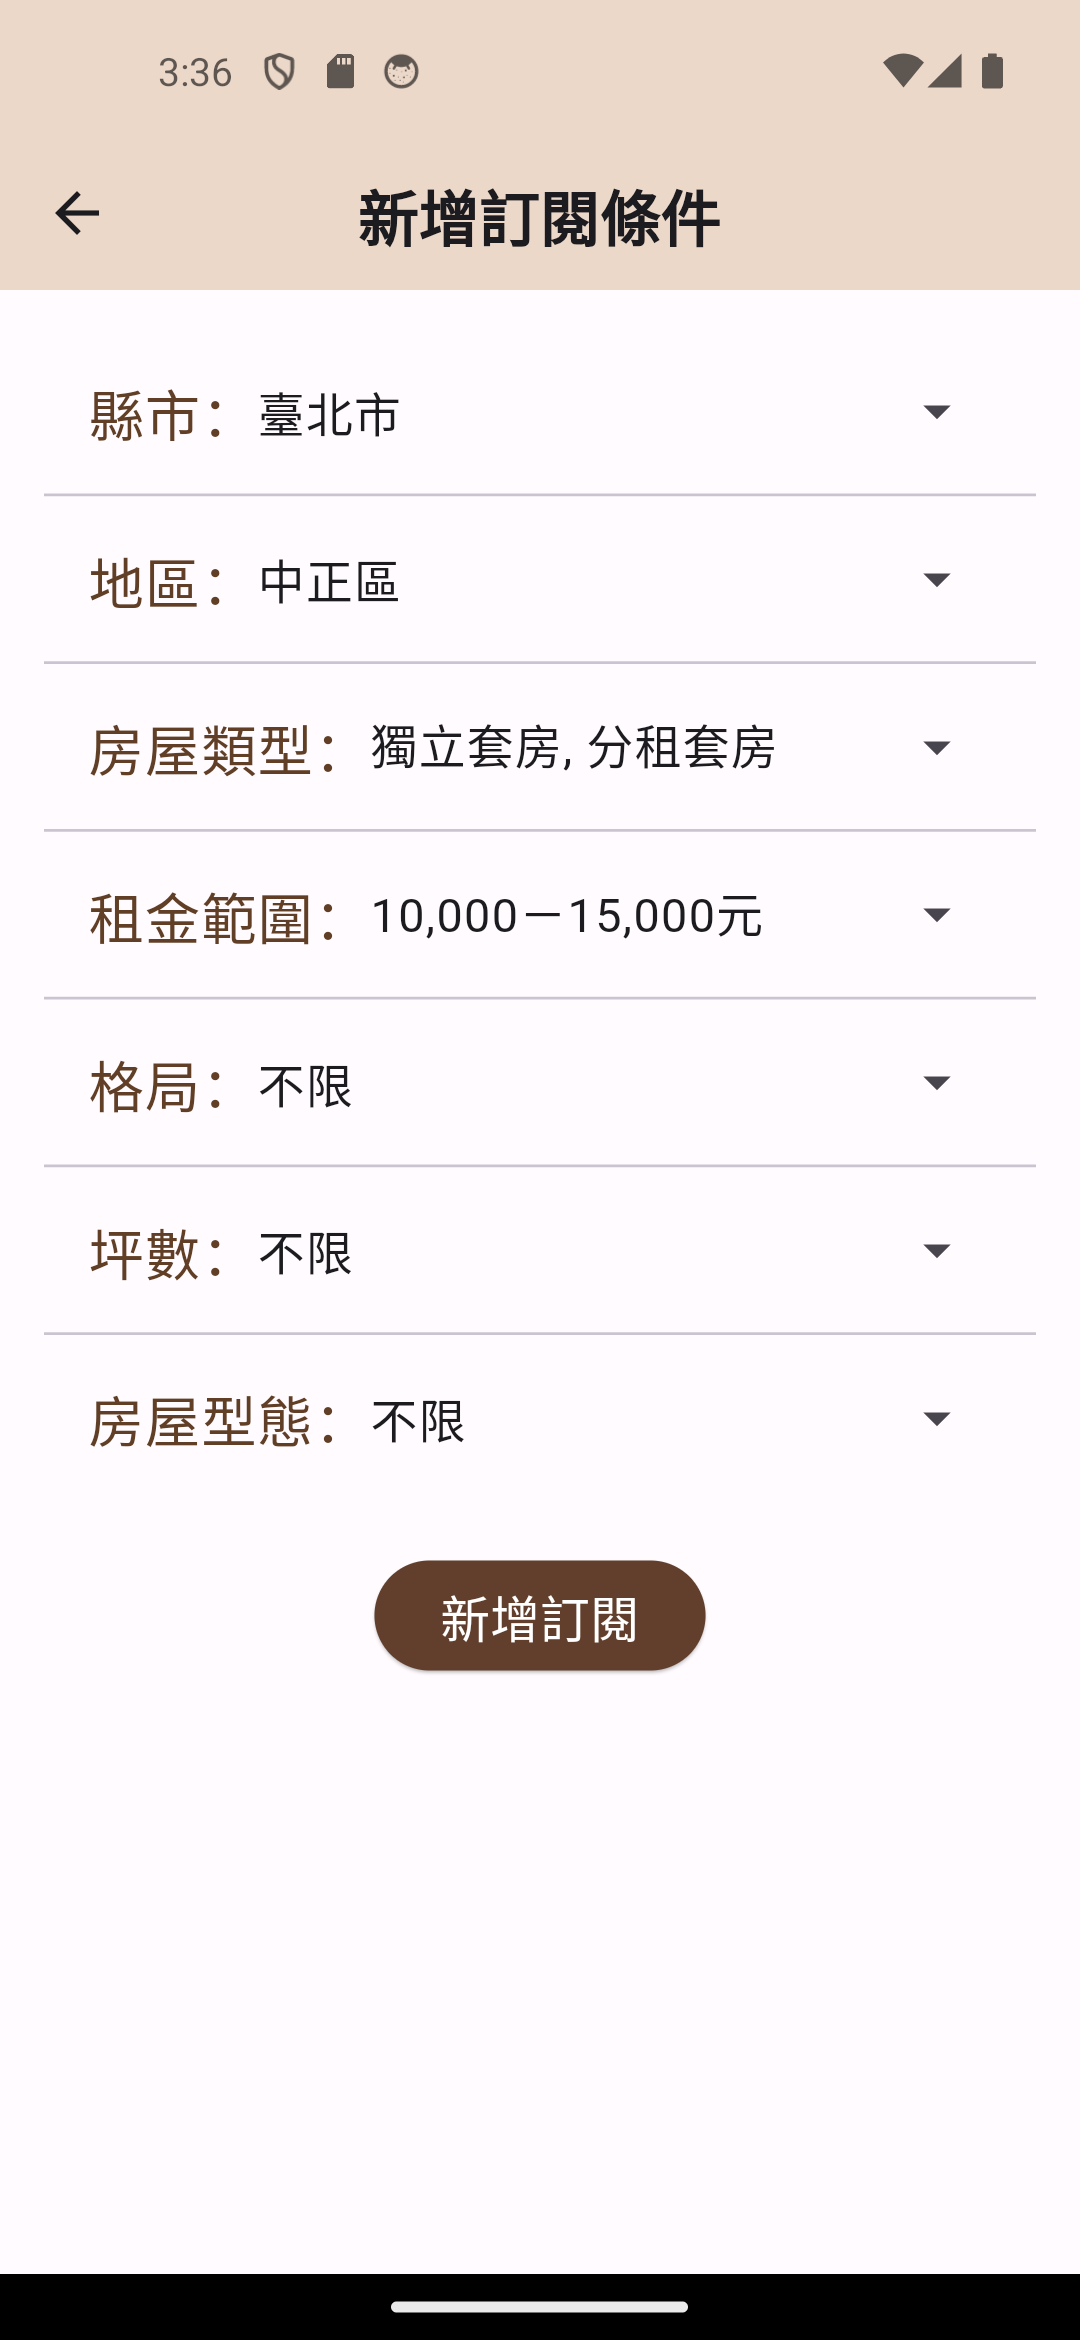 3:36
新增訂閱條件
縣市：臺北市
地區：中正區
房屋類型：獨立套房, 分租套房
租金範圍：10,000－15,000元
格局：不限
坪數：不限
房屋型態：不限
新增訂閱